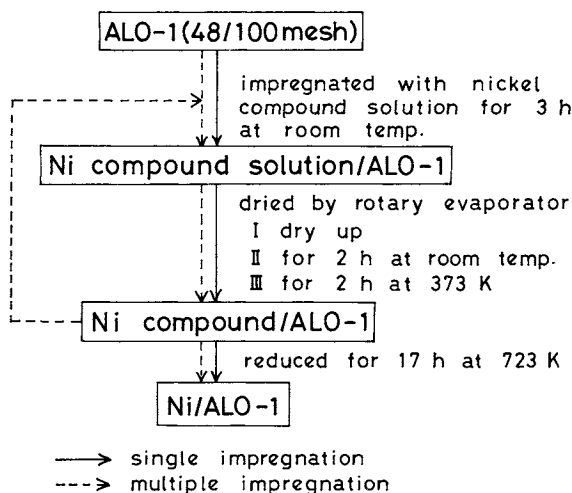 ALO-1(48/100mesh)
impregnated with nickel
compound solution for 3 h
at room temp.
Ni compound solution/ALO-1
dried by rotary evaporator
I dry up
II for 2 h at room temp.
III for 2 h at 373 K
Ni compound/ALO-1
reduced for 17 h at 723 K
Ni/ALO-1
single impregnation
multiple impregnation